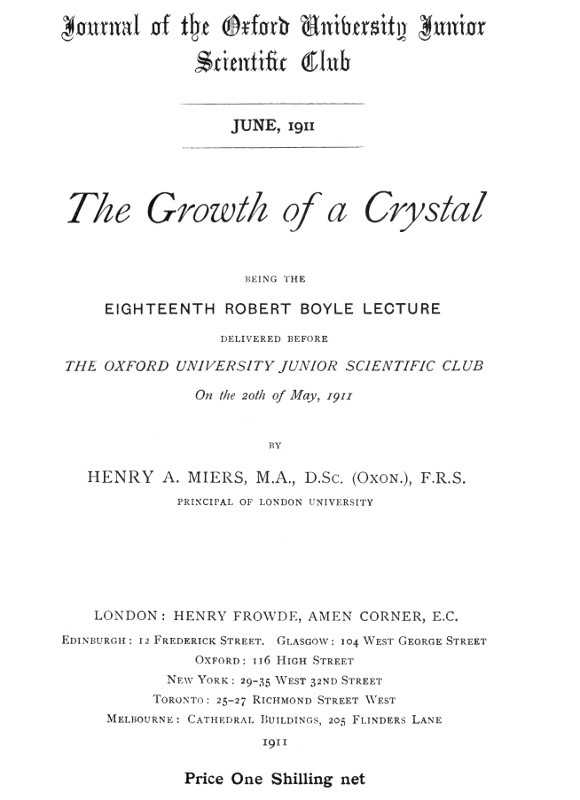 Journal of the Oxford University Junior
Scientific Club
JUNE, 1911
The Growth of a Crystal
BEING THE
EIGHTEENTH ROBERT BOYLE LECTURE
DELIVERED BEFORE
THE OXFORD UNIVERSITY JUNIOR SCIENTIFIC CLUB
On the 20th of May, 1911
BY
HENRY A. MIERS, M.A., D.Sc. (Oxon.), F.R.S.
PRINCIPAL OF LONDON UNIVERSITY
LONDON: HENRY FROWDE, AMEN CORNER, E.C.
Edinburgh: 12 Frederick Street. Glasgow: 104 West George Street
Oxford: 116 High Street
New York: 29-35 West 32nd Street
Toronto: 25-27 Richmond Street West
Melbourne: Cathedral Buildings, 205 Flinders Lane
1911
Price One Shilling net